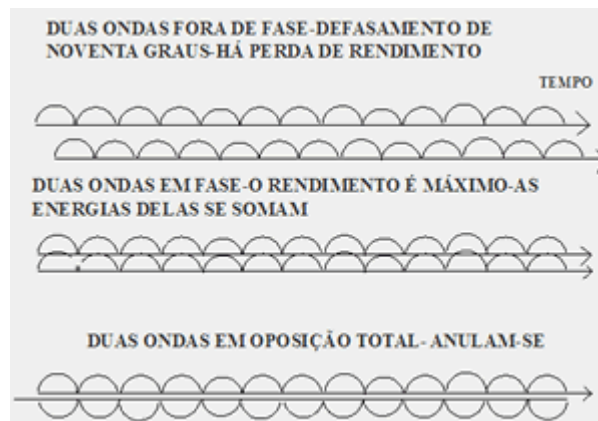 DUAS ONDAS FORA DE FASE-DEFASAMENTO DE
NOVENTA GRAUS-HÁ PERDA DE RENDIMENTO
TEMPO
DUAS ONDAS EM FASE-O RENDIMENTO É MÁXIMO-AS
ENERGIAS DELAS SE SOMAM
DUAS ONDAS EM OPOSIÇÃO TOTAL- ANULAM-SE